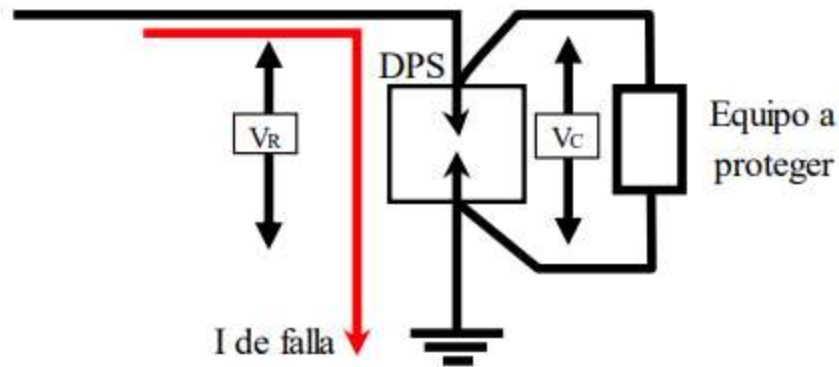 DPS
VR
VC
Equipo a
proteger
I de falla